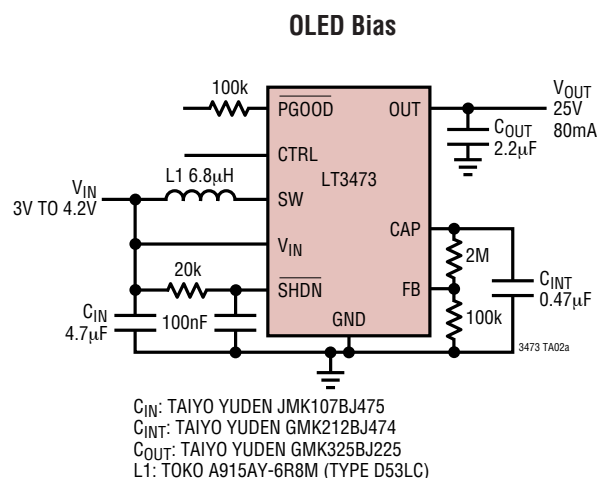 OLED Bias
100k
PGOOD
OUT
VOUT
25V
80mA
COUT
2.2µF
CTRL
LT3473
L1 6.8µH
VIN
3V TO 4.2V
SW
CAP
VIN
2M
20k
SHDN
FB
CINT
0.47µF
CIN
4.7µF
100nF
GND
100k
3473 TA02a
CIN: TAIYO YUDEN JMK107BJ475
CINT: TAIYO YUDEN GMK212BJ474
COUT: TAIYO YUDEN GMK325BJ225
L1: TOKO A915AY-6R8M (TYPE D53LC)